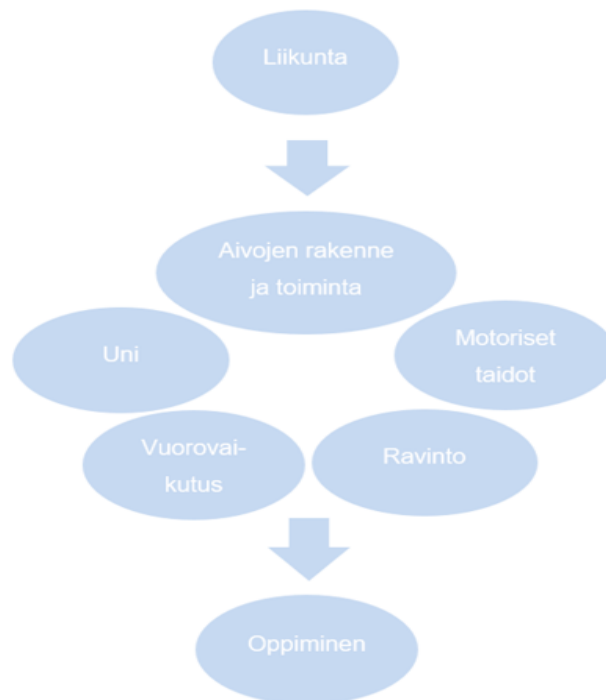 Liikunta
Aivojen rakenne
ja toiminta
Uni
Motoriset
taidot
Vuorovai-
kutus
Ravinto
Oppiminen